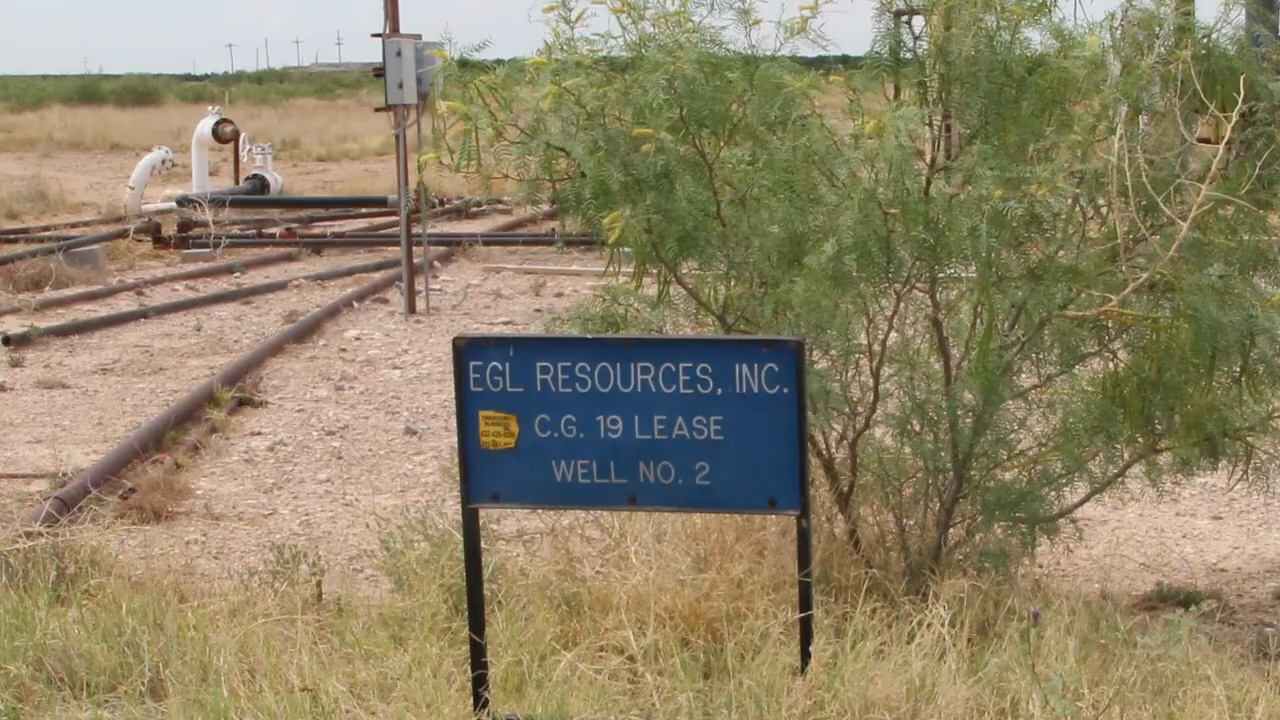 EGL RESOURCES, INC.
C.G. 19 LEASE
WELL NO. 2